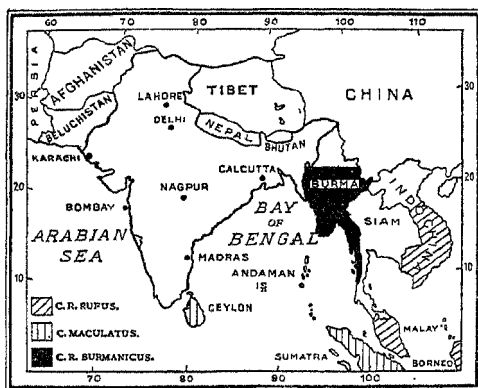 60 70 80 90 100 110
PERSIA
AFGHANISTAN
BELUCHISTAN
LAHORE
DELHI
TIBET
CHINA
NEPAL
BHUTAN
30
30
KARACHI
CALCUTTA
BURMA
INDOCHINA
20
20
NAGPUR
BOMBAY
BAY
OF
BENGAL
SIAM
ARABIAN
SEA
MADRAS
ANDAMAN
IS
10
10
CEYLON
C.R. RUFUS.
C. MACULATUS.
C.R. BURMANICUS.
MALAY
SUMATRA
BORNEO
70 80 90 100